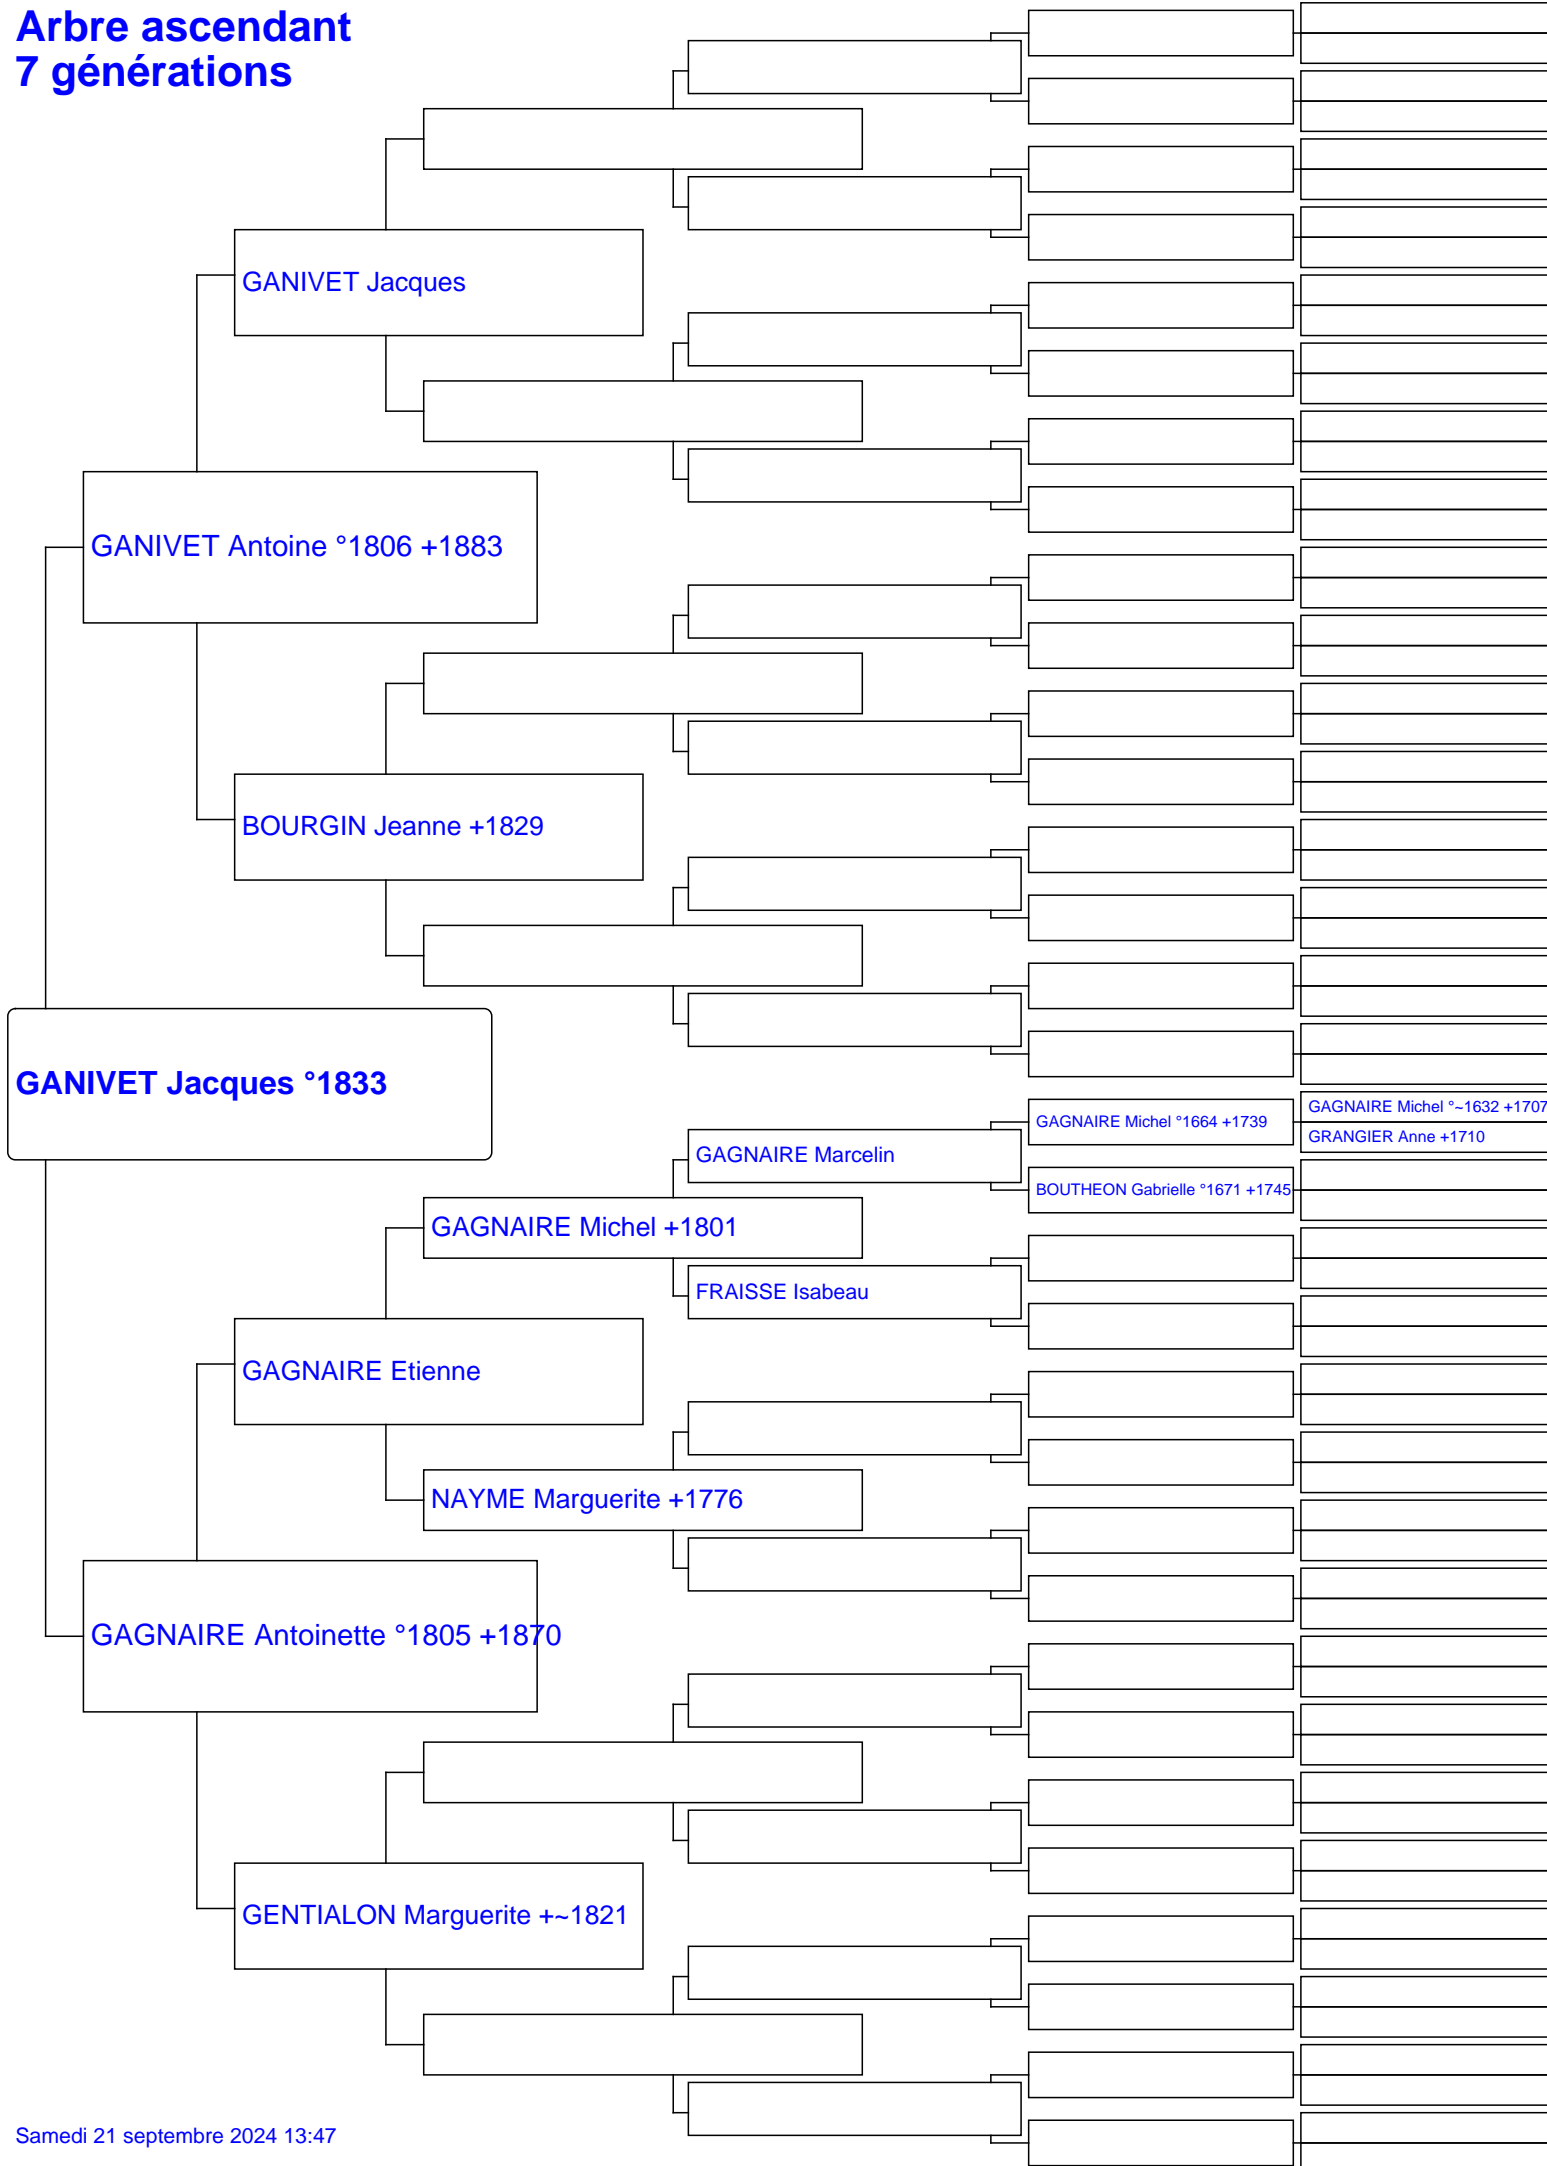 Arbre ascendant
7 générations
GANIVET Jacques
GANIVET Antoine °1806 +1883
BOURGIN Jeanne +1829
GANIVET Jacques °1833
GAGNAIRE Michel °~1632 +1707
GAGNAIRE Michel °1664 +1739
GRANGIER Anne +1710
GAGNAIRE Marcelin
BOUTHEON Gabrielle °1671 +1745
GAGNAIRE Michel +1801
FRAISSE Isabeau
GAGNAIRE Etienne
NAYME Marguerite +1776
GAGNAIRE Antoinette °1805 +1870
GENTIALON Marguerite +~1821
Samedi 21 septembre 2024 13:47